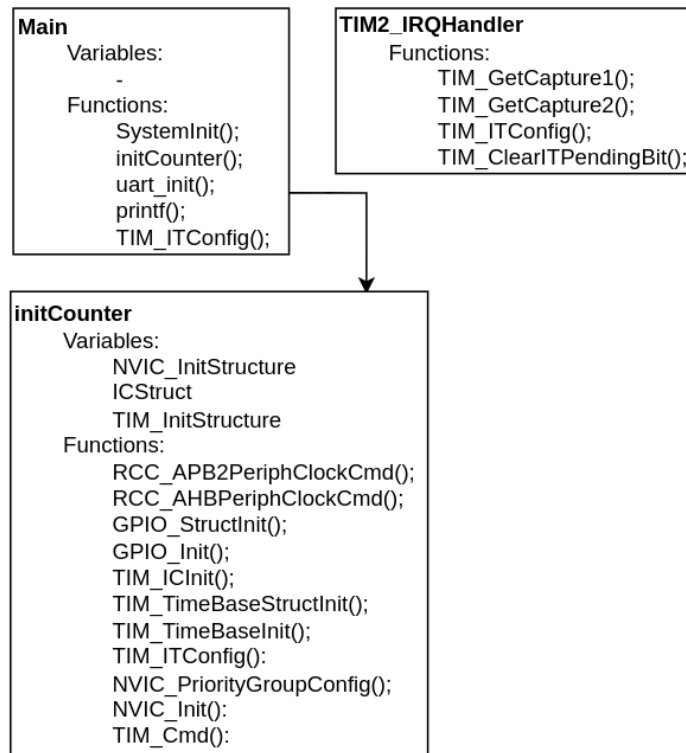 Main
Variables:
-
Functions:
SystemInit();
initCounter();
uart_init();
printf();
TIM_ITConfig();
TIM2_IRQHandler
Functions:
TIM_GetCapture1();
TIM_GetCapture2();
TIM_ITConfig();
TIM_ClearITPendingBit();
initCounter
Variables:
NVIC_InitStructure
ICStruct
TIM_InitStructure
Functions:
RCC_APB2PeriphClockCmd();
RCC_AHBPeriphClockCmd();
GPIO_StructInit();
GPIO_Init();
TIM_ICInit();
TIM_TimeBaseStructInit();
TIM_TimeBaseInit();
TIM_ITConfig():
NVIC_PriorityGroupConfig();
NVIC_Init():
TIM_Cmd():